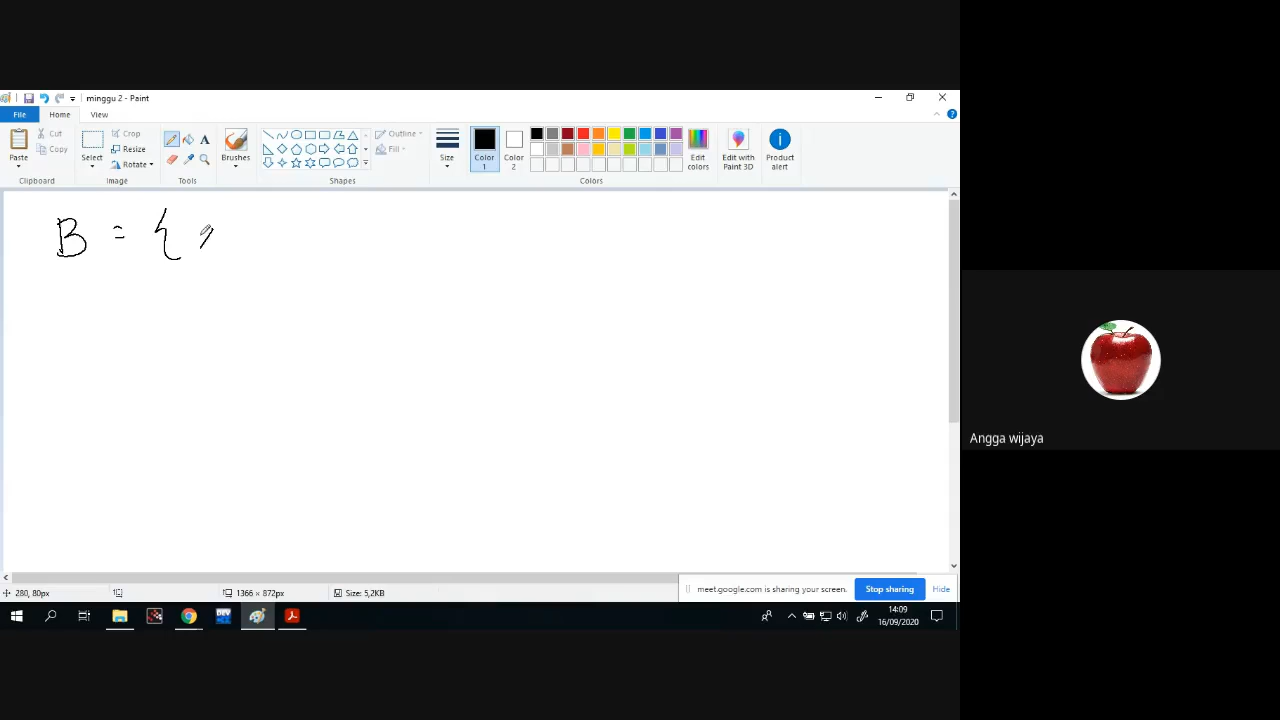 minggu 2 - Paint
File Home View
Cut Copy Paste Clipboard
Select Crop Resize Rotate Image
Tools
Brushes
Shapes
Outline Fill
Size
Color 1
Color 2
Edit colors
Colors
Edit with Paint 3D
Product alert
B = {
Angga wijaya
280, 80px
1366 × 872px
Size: 5,2KB
meet.google.com is sharing your screen.
Stop sharing
Hide
DEV
14:09
16/09/2020